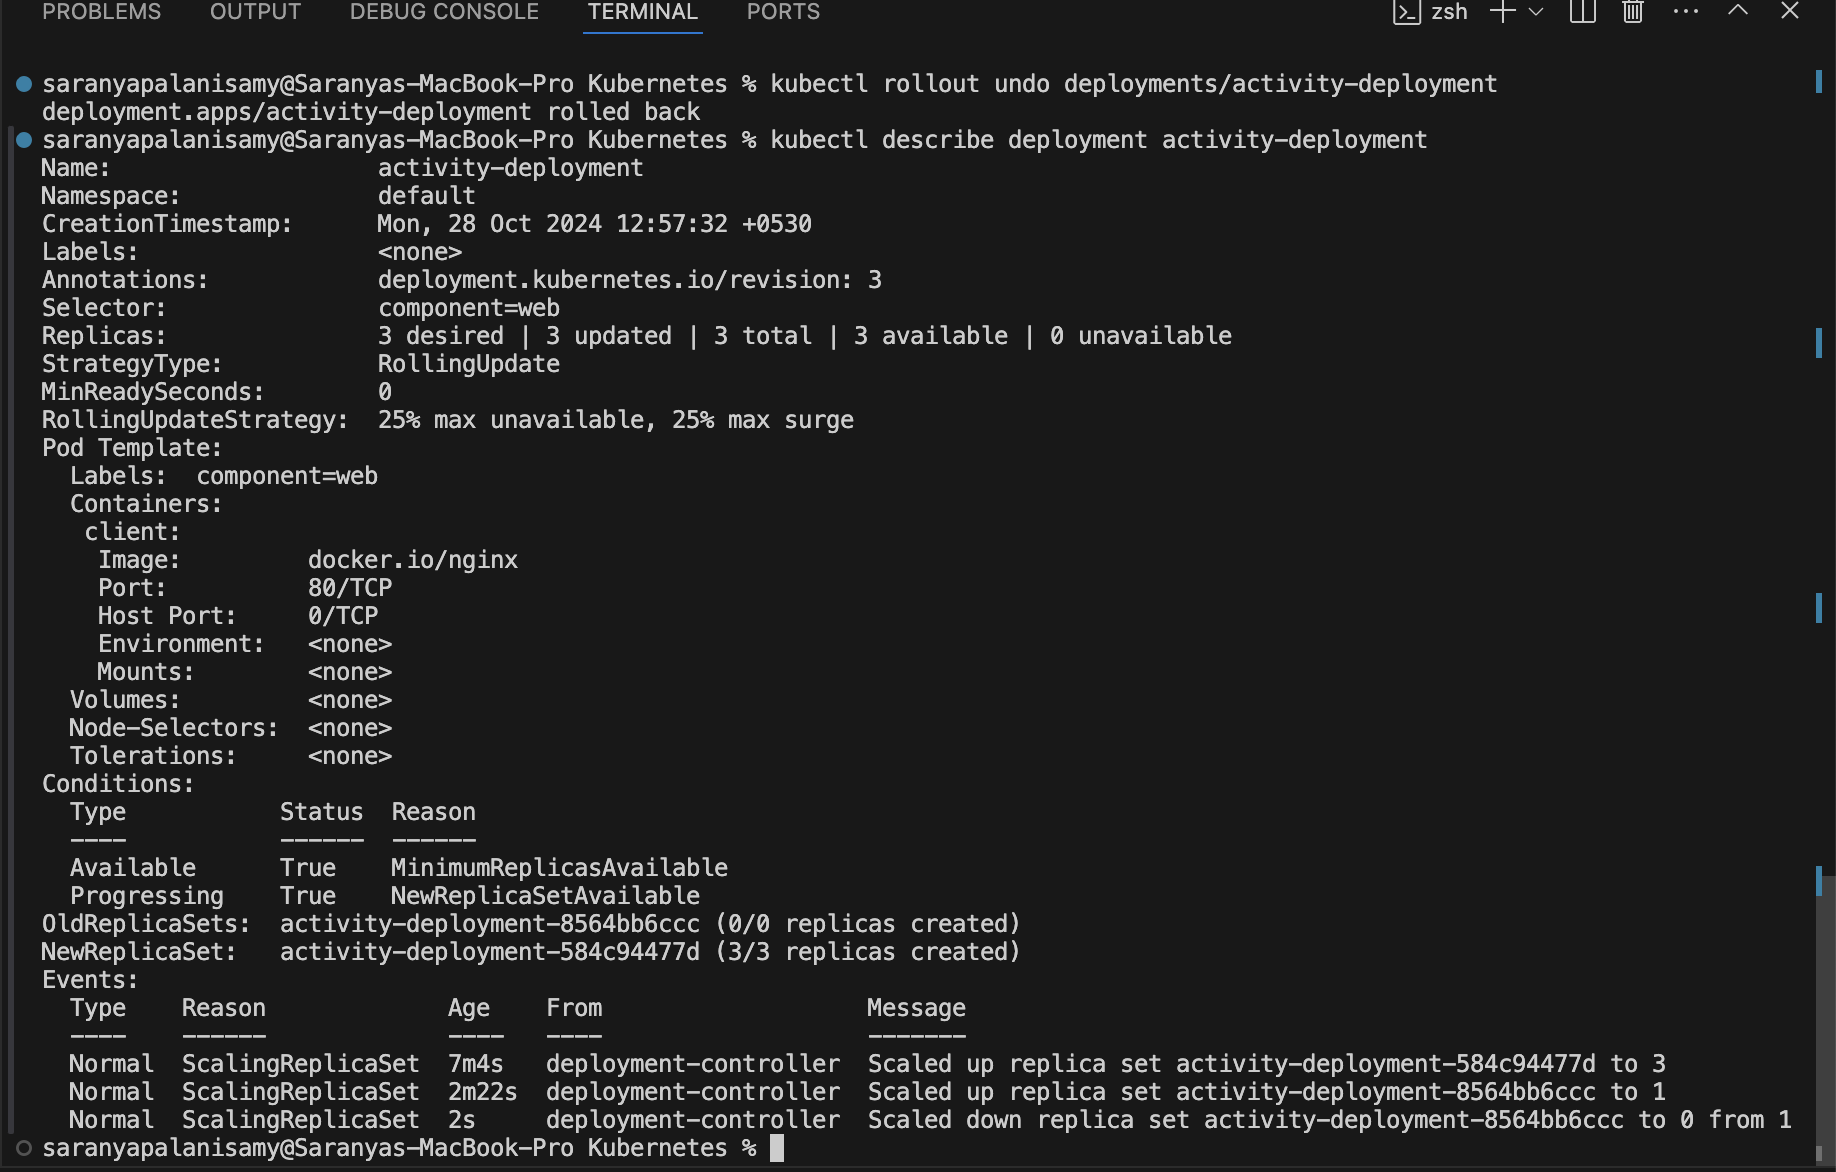 PROBLEMS OUTPUT DEBUG CONSOLE TERMINAL PORTS zsh
saranyapalanisamy@Saranyas-MacBook-Pro Kubernetes % kubectl rollout undo deployments/activity-deployment
deployment.apps/activity-deployment rolled back
saranyapalanisamy@Saranyas-MacBook-Pro Kubernetes % kubectl describe deployment activity-deployment
Name:                   activity-deployment
Namespace:              default
CreationTimestamp:      Mon, 28 Oct 2024 12:57:32 +0530
Labels:                 <none>
Annotations:            deployment.kubernetes.io/revision: 3
Selector:               component=web
Replicas:               3 desired | 3 updated | 3 total | 3 available | 0 unavailable
StrategyType:           RollingUpdate
MinReadySeconds:        0
RollingUpdateStrategy:  25% max unavailable, 25% max surge
Pod Template:
  Labels:  component=web
  Containers:
   client:
    Image:         docker.io/nginx
    Port:          80/TCP
    Host Port:     0/TCP
    Environment:   <none>
    Mounts:        <none>
  Volumes:         <none>
  Node-Selectors:  <none>
  Tolerations:     <none>
Conditions:
  Type           Status  Reason
  ----           ------  ------
  Available      True    MinimumReplicasAvailable
  Progressing    True    NewReplicaSetAvailable
OldReplicaSets:  activity-deployment-8564bb6ccc (0/0 replicas created)
NewReplicaSet:   activity-deployment-584c94477d (3/3 replicas created)
Events:
  Type    Reason             Age    From                   Message
  ----    ------             ----   ----                   -------
  Normal  ScalingReplicaSet  7m4s   deployment-controller  Scaled up replica set activity-deployment-584c94477d to 3
  Normal  ScalingReplicaSet  2m22s  deployment-controller  Scaled up replica set activity-deployment-8564bb6ccc to 1
  Normal  ScalingReplicaSet  2s     deployment-controller  Scaled down replica set activity-deployment-8564bb6ccc to 0 from 1
saranyapalanisamy@Saranyas-MacBook-Pro Kubernetes %